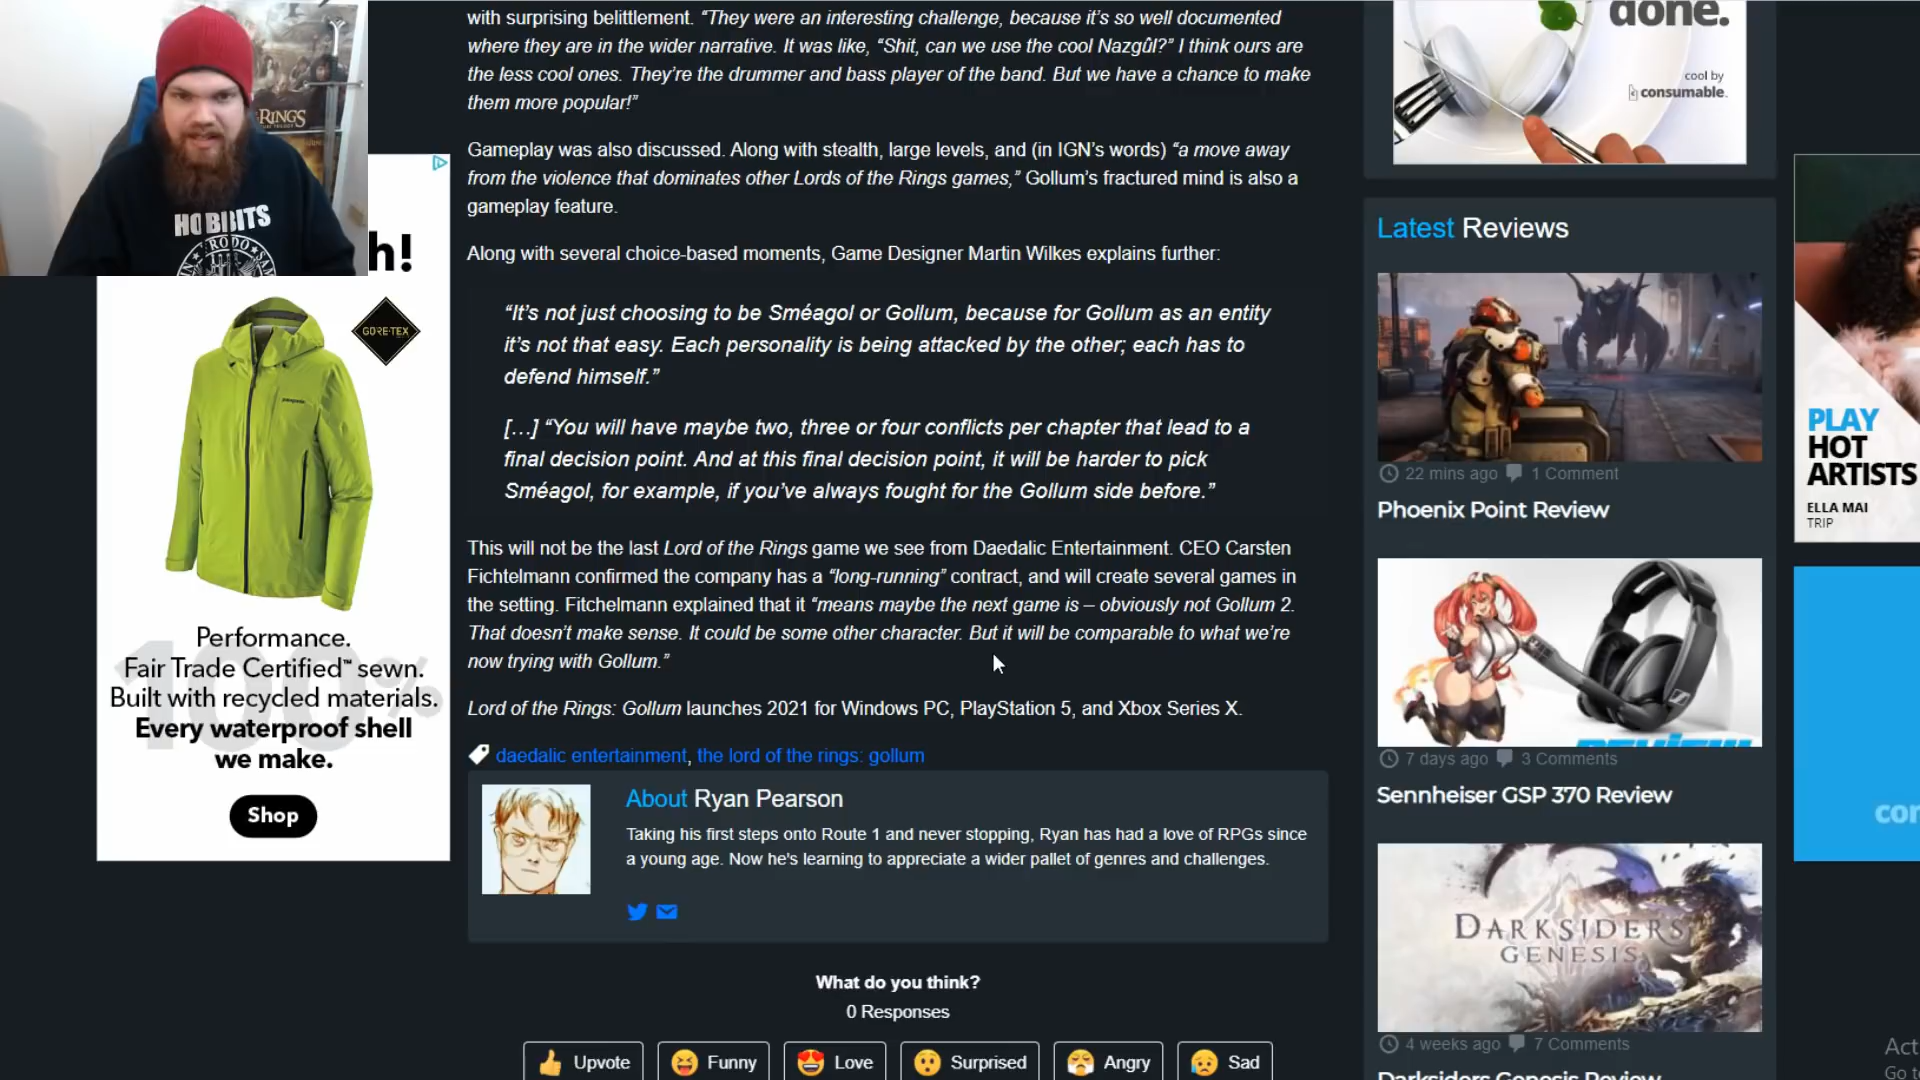 with surprising belittlement. “They were an interesting challenge, because it’s so well documented
where they are in the wider narrative. It was like, “Shit, can we use the cool Nazgûl?” I think ours are
the less cool ones. They’re the drummer and bass player of the band. But we have a chance to make
them more popular!”
Gameplay was also discussed. Along with stealth, large levels, and (in IGN’s words) “a move away
from the violence that dominates other Lords of the Rings games,” Gollum’s fractured mind is also a
gameplay feature.
Along with several choice-based moments, Game Designer Martin Wilkes explains further:
“It’s not just choosing to be Sméagol or Gollum, because for Gollum as an entity
it’s not that easy. Each personality is being attacked by the other; each has to
defend himself.”
[…] “You will have maybe two, three or four conflicts per chapter that lead to a
final decision point. And at this final decision point, it will be harder to pick
Sméagol, for example, if you’ve always fought for the Gollum side before.”
This will not be the last Lord of the Rings game we see from Daedalic Entertainment. CEO Carsten
Fichtelmann confirmed the company has a “long-running” contract, and will create several games in
the setting. Fitchelmann explained that it “means maybe the next game is – obviously not Gollum 2.
That doesn’t make sense. It could be some other character. But it will be comparable to what we’re
now trying with Gollum.”
Lord of the Rings: Gollum launches 2021 for Windows PC, PlayStation 5, and Xbox Series X.
daedalic entertainment, the lord of the rings: gollum
About Ryan Pearson
Taking his first steps onto Route 1 and never stopping, Ryan has had a love of RPGs since
a young age. Now he's learning to appreciate a wider pallet of genres and challenges.
What do you think?
0 Responses
Upvote
Funny
Love
Surprised
Angry
Sad
RINGS
HOBBITS
FRODO SAM
h!
GORE-TEX
patagonia
100%
Performance.
Fair Trade Certified™ sewn.
Built with recycled materials.
Every waterproof shell
we make.
Shop
done.
cool by
consumable.
Latest Reviews
22 mins ago 1 Comment
Phoenix Point Review
REVIEW
7 days ago 3 Comments
Sennheiser GSP 370 Review
DARKSIDERS
GENESIS
4 weeks ago 7 Comments
Darksiders Genesis Review
PLAY
HOT
ARTISTS
ELLA MAI
TRIP
con
Act
Go to